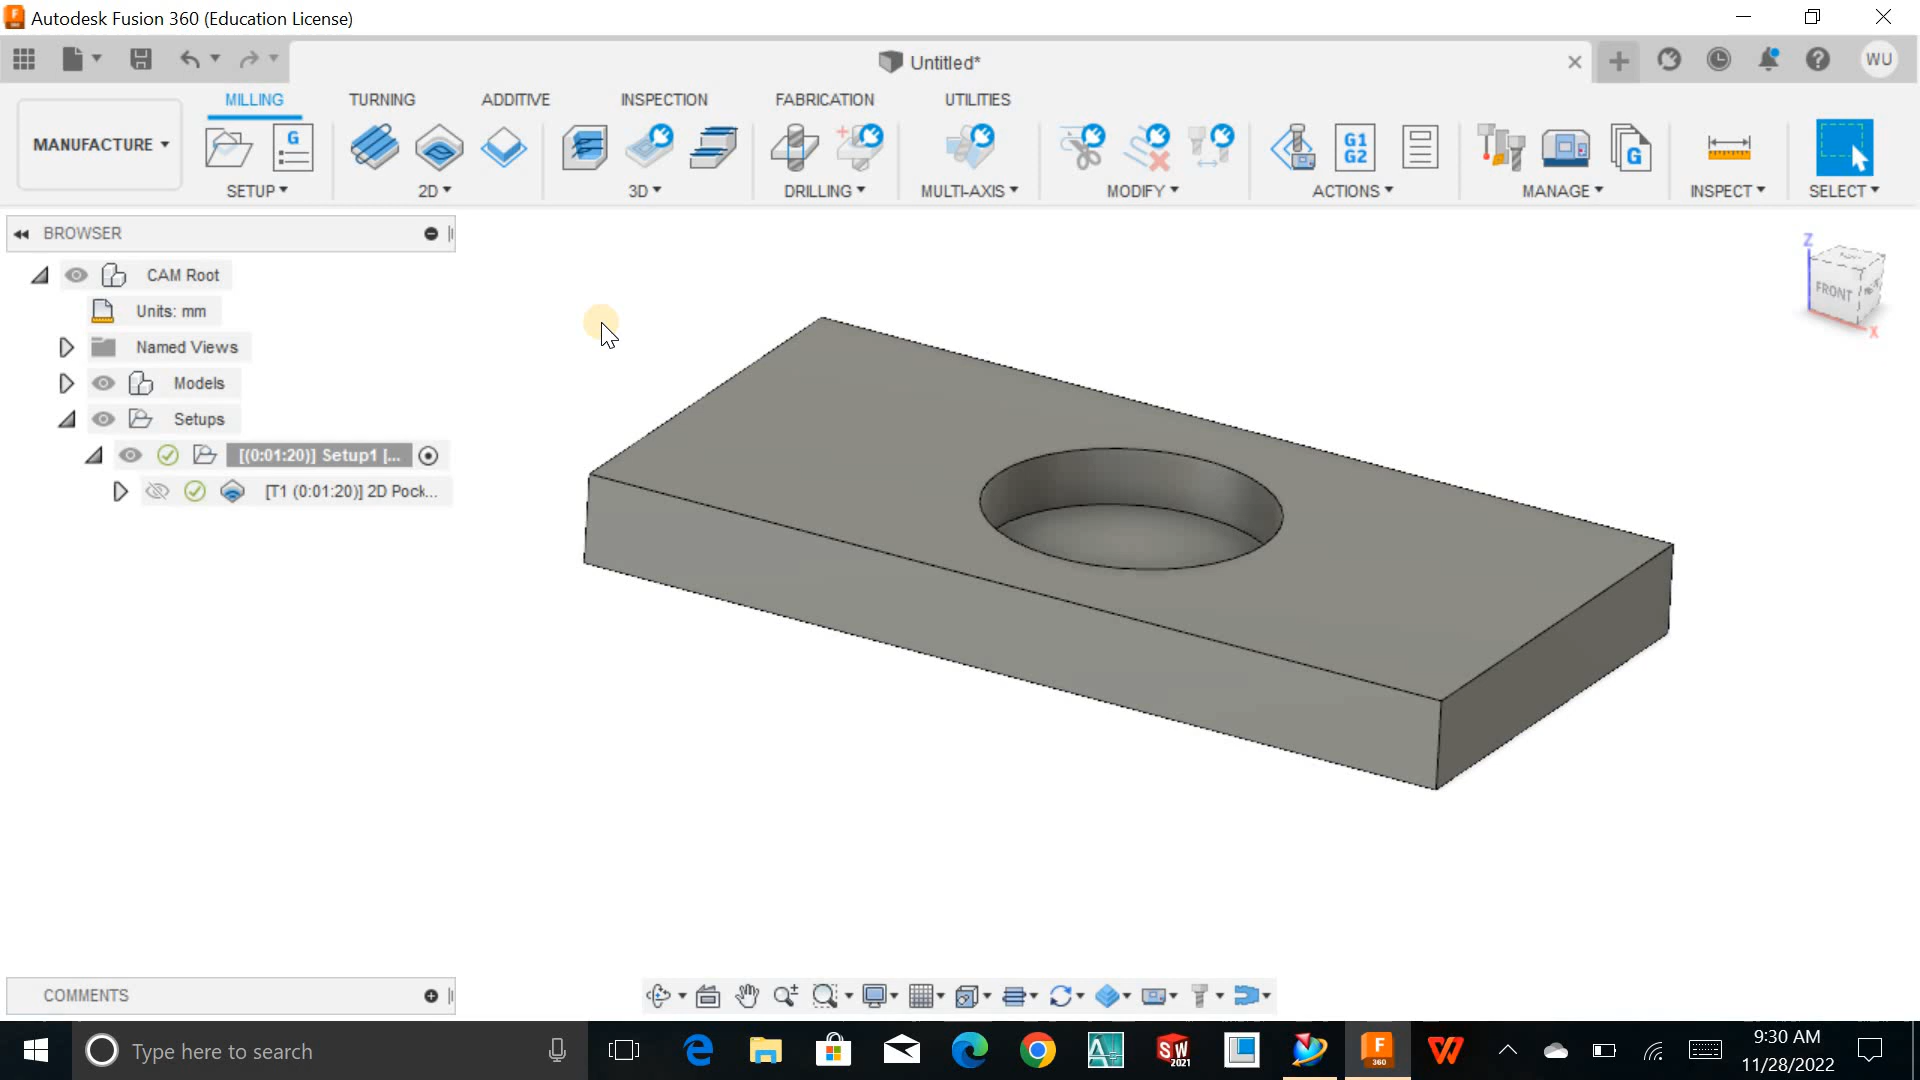 Autodesk Fusion 360 (Education License)
Untitled*
WU
MILLING TURNING ADDITIVE INSPECTION FABRICATION UTILITIES
MANUFACTURE
G
G1
G2
G
SETUP 2D 3D DRILLING MULTI-AXIS MODIFY ACTIONS MANAGE INSPECT SELECT
BROWSER
CAM Root
Units: mm
Named Views
Models
Setups
[(0:01:20)] Setup1 [...
[T1 (0:01:20)] 2D Pock...
Z
FRONT
X
COMMENTS
Type here to search
SW
2021
F
360
9:30 AM
11/28/2022